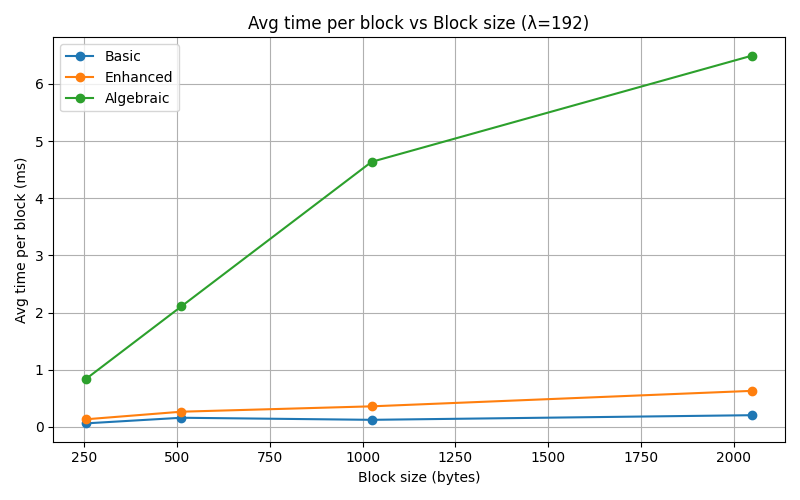 Avg time per block vs Block size (λ=192)
Basic
Enhanced
Algebraic
Avg time per block (ms)
6
5
4
3
2
1
0
250 500 750 1000 1250 1500 1750 2000
Block size (bytes)